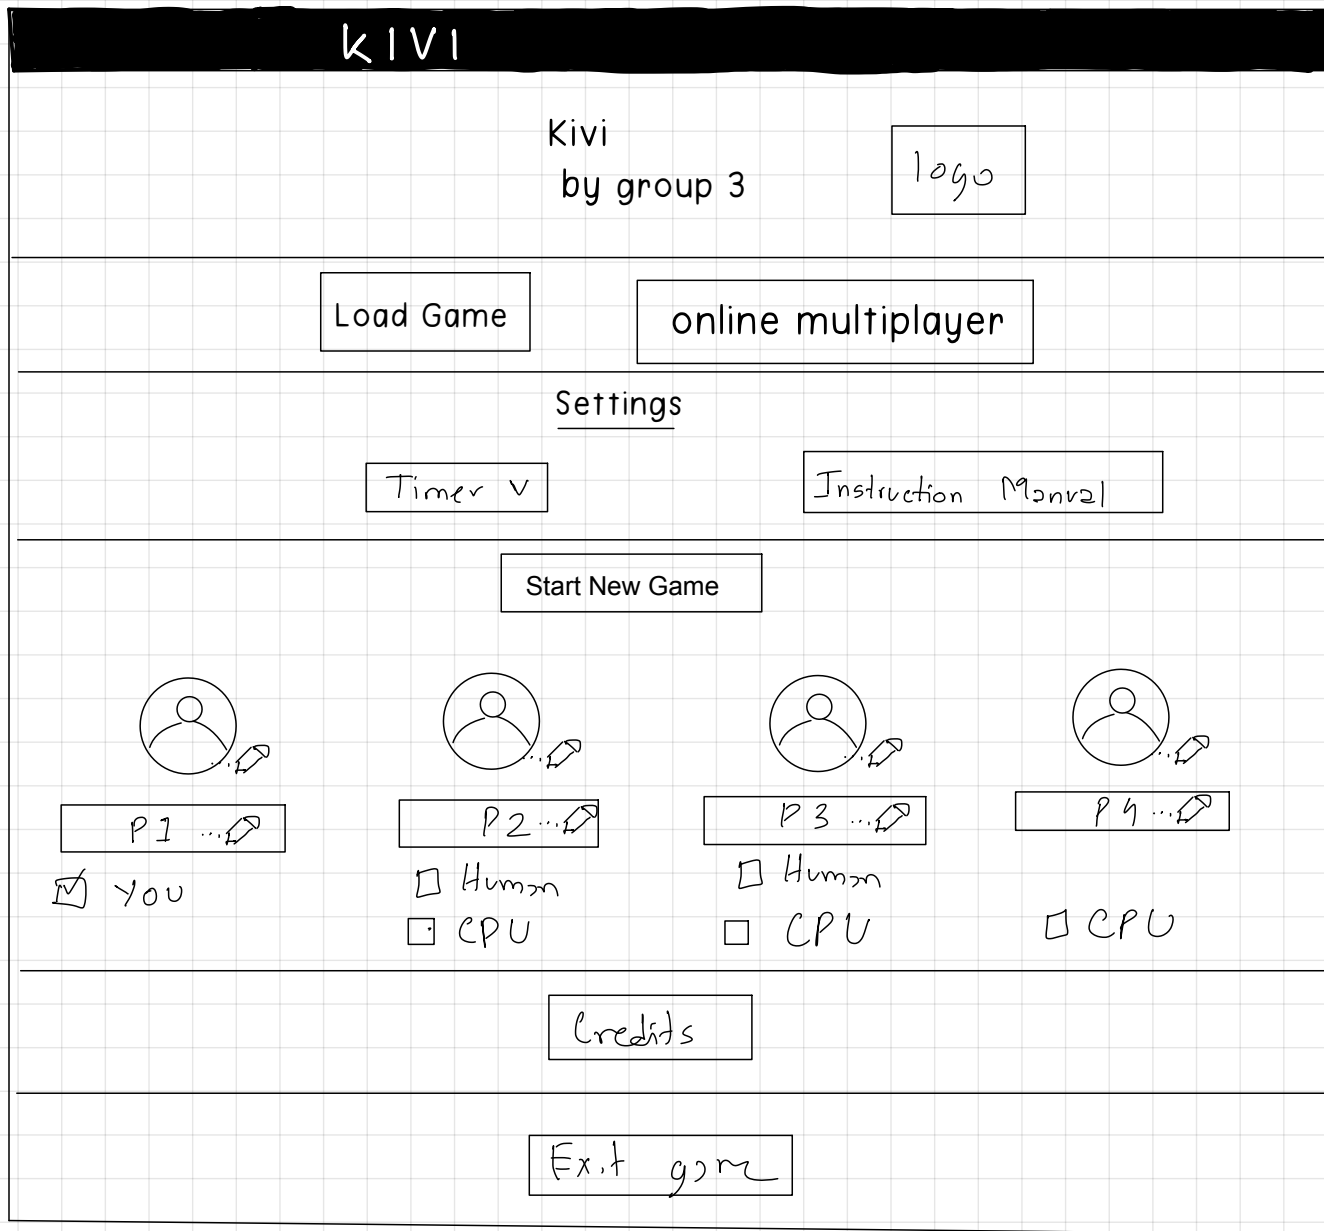 KIVI
Kivi
by group 3
logo
Load Game
online multiplayer
Settings
Timer V
Instruction Manual
Start New Game
P1 ... P2 ... P3 ... P4 ...
You Human Human
CPU CPU CPU
Credits
Exit game